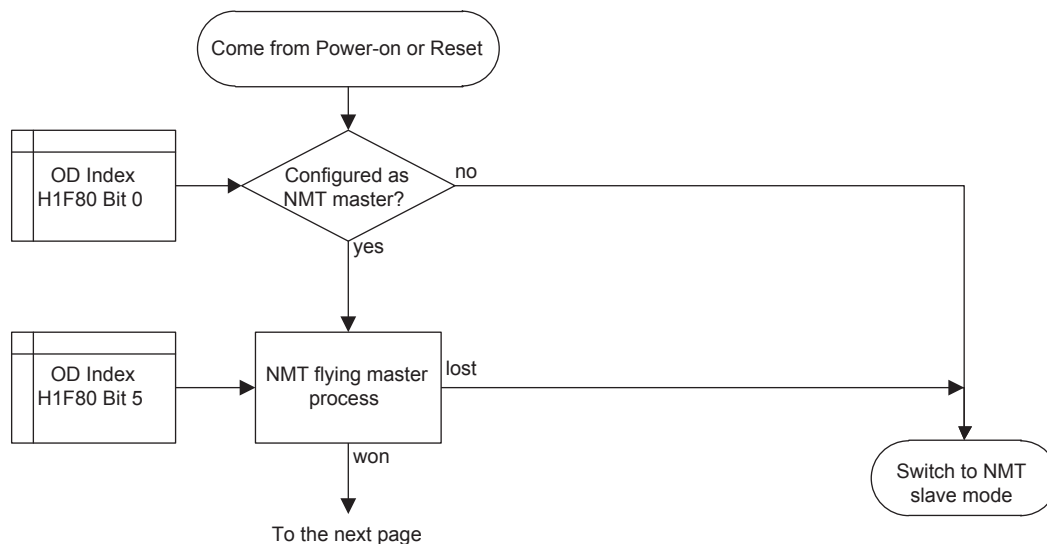 Come from Power-on or Reset
OD Index
H1F80 Bit 0
Configured as
NMT master?
no
yes
OD Index
H1F80 Bit 5
NMT flying master
process
lost
won
Switch to NMT
slave mode
To the next page